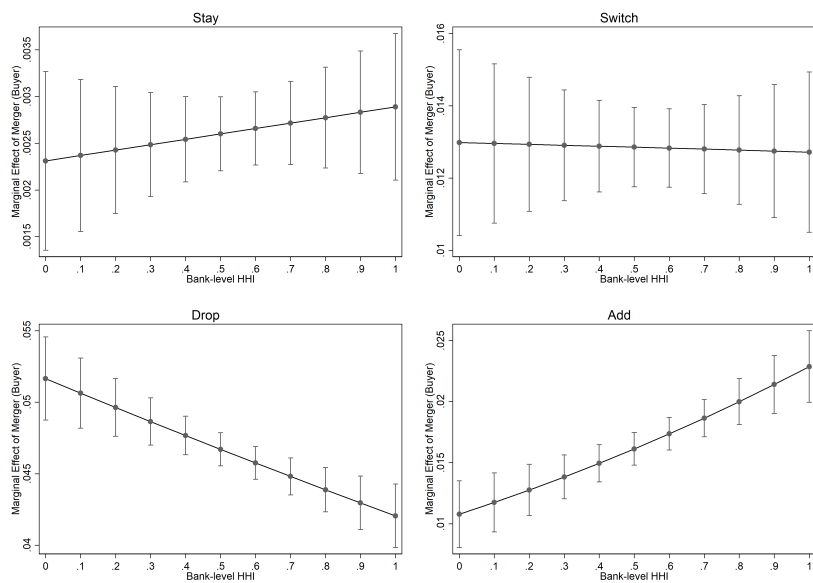 Stay
Marginal Effect of Merger (Buyer)
.0035
.003
.0025
.002
.0015
0 .1 .2 .3 .4 .5 .6 .7 .8 .9 1
Bank-level HHI
Switch
Marginal Effect of Merger (Buyer)
.016
.014
.012
.01
0 .1 .2 .3 .4 .5 .6 .7 .8 .9 1
Bank-level HHI
Drop
Marginal Effect of Merger (Buyer)
.055
.05
.045
.04
0 .1 .2 .3 .4 .5 .6 .7 .8 .9 1
Bank-level HHI
Add
Marginal Effect of Merger (Buyer)
.025
.02
.015
.01
0 .1 .2 .3 .4 .5 .6 .7 .8 .9 1
Bank-level HHI